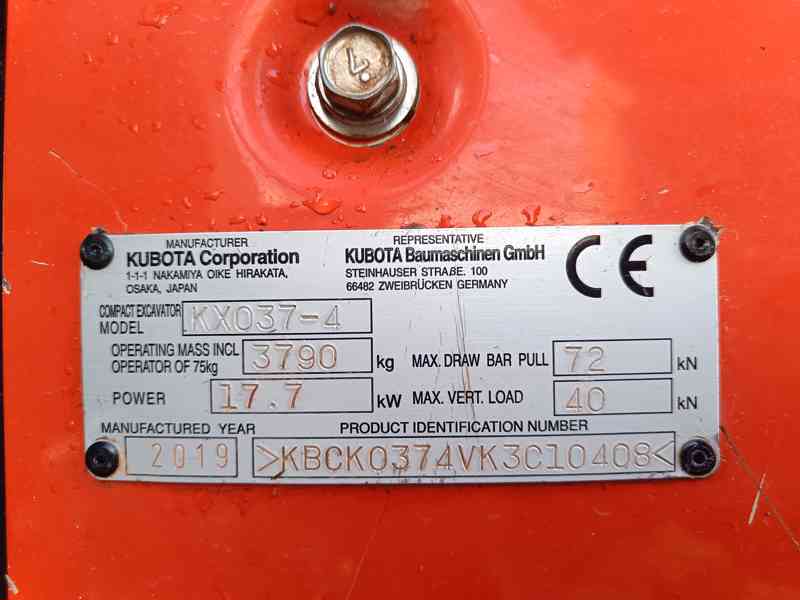 4
MANUFACTURER
KUBOTA Corporation
1-1-1 NAKAMIYA OIKE HIRAKATA,
OSAKA, JAPAN
REPRESENTATIVE
KUBOTA Baumaschinen GmbH
STEINHAUSER STRAßE. 100
66482 ZWEIBRÜCKEN GERMANY
CE
COMPACT EXCAVATOR
MODEL KX037-4
OPERATING MASS INCL
OPERATOR OF 75kg 3790 kg
MAX. DRAW BAR PULL 72 kN
POWER 17.7 kW
MAX. VERT. LOAD 40 kN
MANUFACTURED YEAR
2019
PRODUCT IDENTIFICATION NUMBER
>KBCK0374VK3C10408<